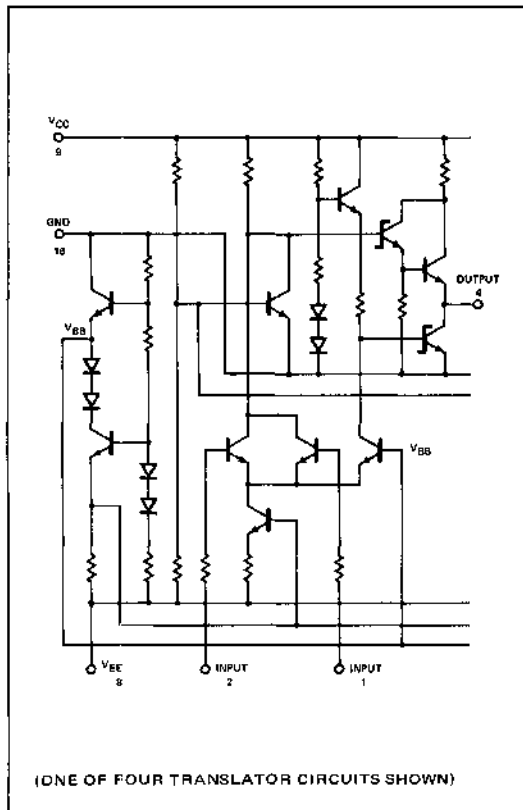 VCC
9
GND
16
OUTPUT
4
VBB
VBB
VEE
8
INPUT
2
INPUT
1
(ONE OF FOUR TRANSLATOR CIRCUITS SHOWN)